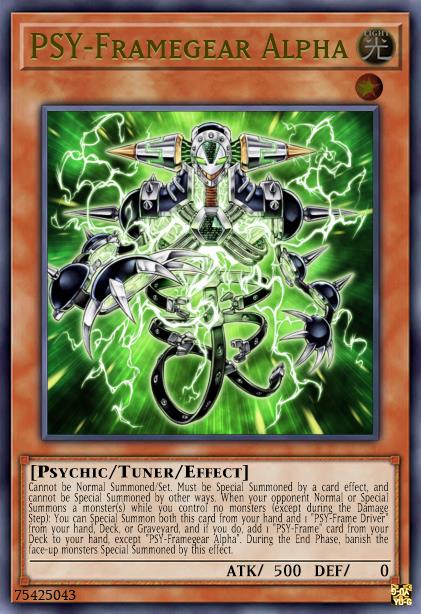 PSY-FRAMEGEAR ALPHA
LIGHT
光
[PSYCHIC/TUNER/EFFECT]
Cannot be Normal Summoned/Set. Must be Special Summoned by a card effect, and
cannot be Special Summoned by other ways. When your opponent Normal or Special
Summons a monster(s) while you control no monsters (except during the Damage
Step): You can Special Summon both this card from your hand and 1 "PSY-Frame Driver"
from your hand, Deck, or Graveyard, and if you do, add 1 "PSY-Frame" card from your
Deck to your hand, except "PSY-Framegear Alpha". During the End Phase, banish the
face-up monsters Special Summoned by this effect.
ATK/ 500 DEF/ 0
75425043